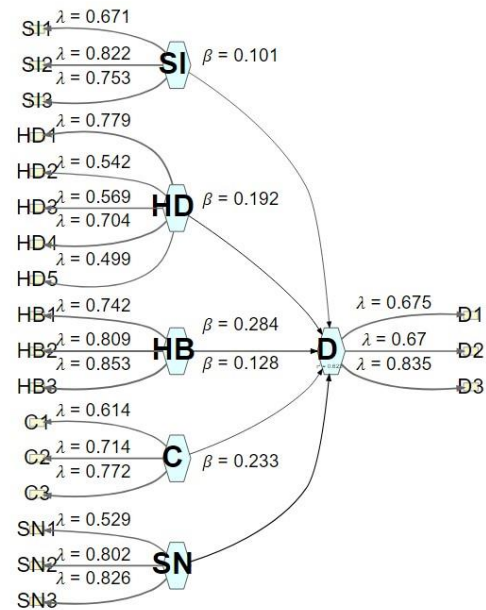 SI1
λ = 0.671
SI2
λ = 0.822
SI3
λ = 0.753
SI
β = 0.101
HD1
λ = 0.779
HD2
λ = 0.542
HD3
λ = 0.569
HD4
λ = 0.704
HD5
λ = 0.499
HD
β = 0.192
HB1
λ = 0.742
HB2
λ = 0.809
HB3
λ = 0.853
HB
β = 0.284
β = 0.128
D
λ = 0.675
D1
λ = 0.67
D2
λ = 0.835
D3
C1
λ = 0.614
C2
λ = 0.714
C3
λ = 0.772
C
β = 0.233
SN1
λ = 0.529
SN2
λ = 0.802
SN3
λ = 0.826
SN